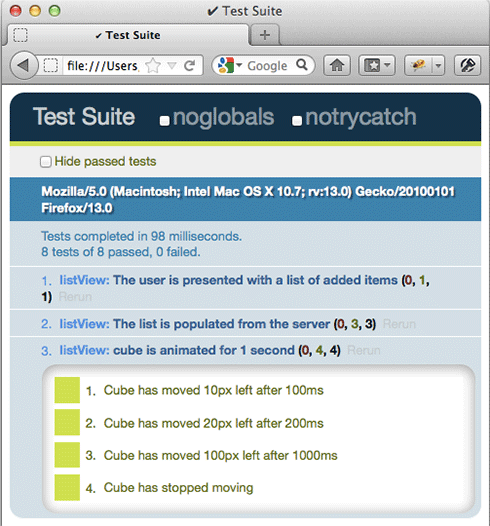 ✔ Test Suite
✔ Test Suite
file:///Users
Google
Test Suite noglobals notrycatch
Hide passed tests
Mozilla/5.0 (Macintosh; Intel Mac OS X 10.7; rv:13.0) Gecko/20100101
Firefox/13.0
Tests completed in 98 milliseconds.
8 tests of 8 passed, 0 failed.
1. listView: The user is presented with a list of added items (0, 1,
1) Rerun
2. listView: The list is populated from the server (0, 3, 3) Rerun
3. listView: cube is animated for 1 second (0, 4, 4) Rerun
1. Cube has moved 10px left after 100ms
2. Cube has moved 20px left after 200ms
3. Cube has moved 100px left after 1000ms
4. Cube has stopped moving